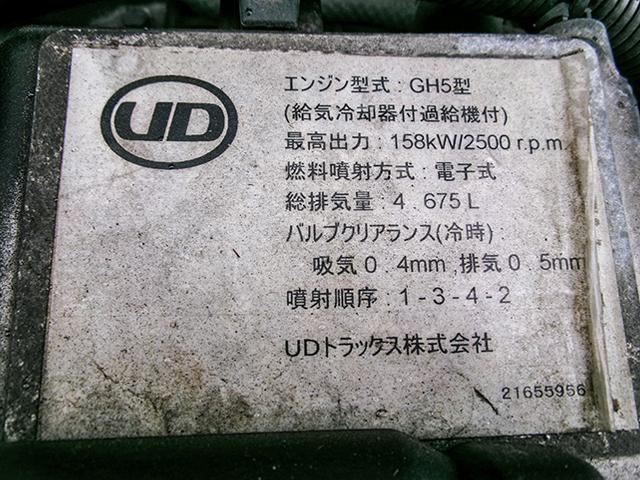 UD
エンジン型式 : GH5型
(給気冷却器付過給機付)
最高出力 : 158kW/2500 r.p.m.
燃料噴射方式 : 電子式
総排気量 : 4 . 675 L
バルブクリアランス(冷時) :
吸気 0 . 4mm ,排気 0 . 5mm
噴射順序 : 1 - 3 - 4 - 2
UDトラックス株式会社
21655956